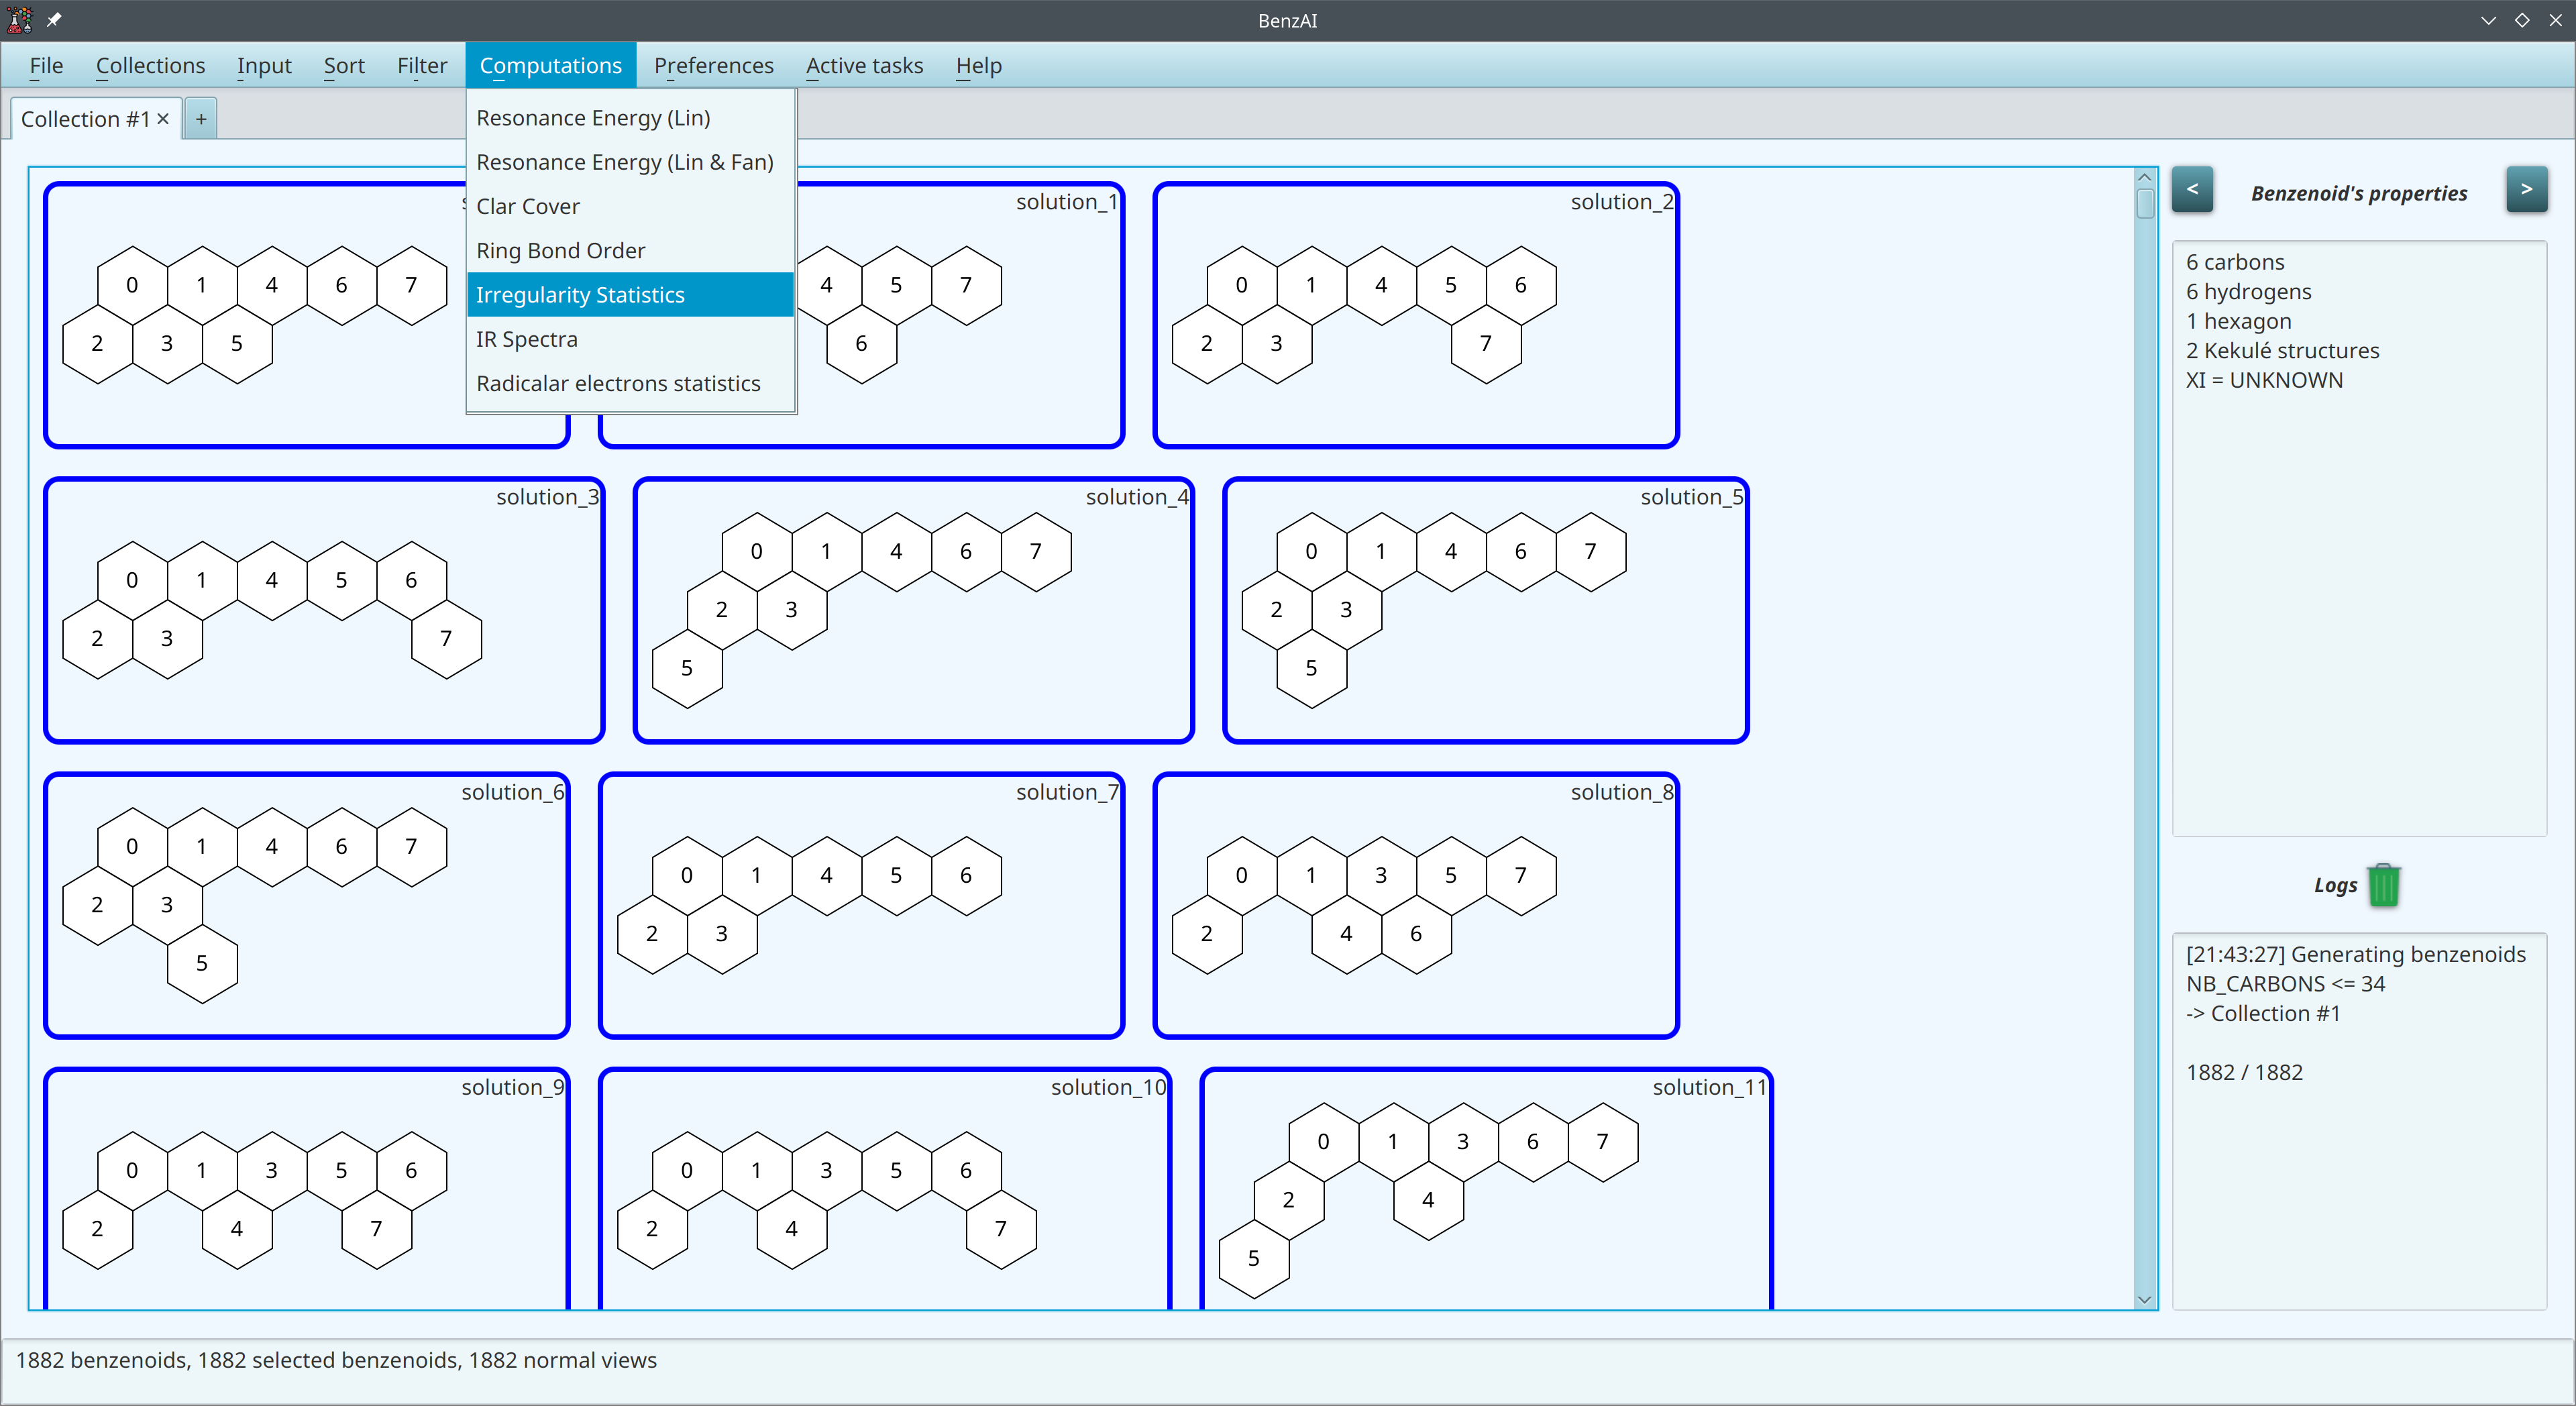 BenzAI
File Collections Input Sort Filter Computations Preferences Active tasks Help
Collection #1 × +
Resonance Energy (Lin)
Resonance Energy (Lin & Fan)
Clar Cover
Ring Bond Order
Irregularity Statistics
IR Spectra
Radicalar electrons statistics
0 1 4 6 7
2 3 5
solution_1
4 5 7
6
solution_2
0 1 4 5 6
2 3 7
solution_3
0 1 4 5 6
2 3 7
solution_4
0 1 4 6 7
2 3
5
solution_5
0 1 4 6 7
2 3
5
solution_6
0 1 4 6 7
2 3
5
solution_7
0 1 4 5 6
2 3
solution_8
0 1 3 5 7
2 4 6
solution_9
0 1 3 5 6
2 4 7
solution_10
0 1 3 5 6
2 4 7
solution_11
0 1 3 6 7
2 4
5
< Benzenoid's properties >
6 carbons
6 hydrogens
1 hexagon
2 Kekulé structures
XI = UNKNOWN
Logs
[21:43:27] Generating benzenoids
NB_CARBONS <= 34
-> Collection #1
1882 / 1882
1882 benzenoids, 1882 selected benzenoids, 1882 normal views